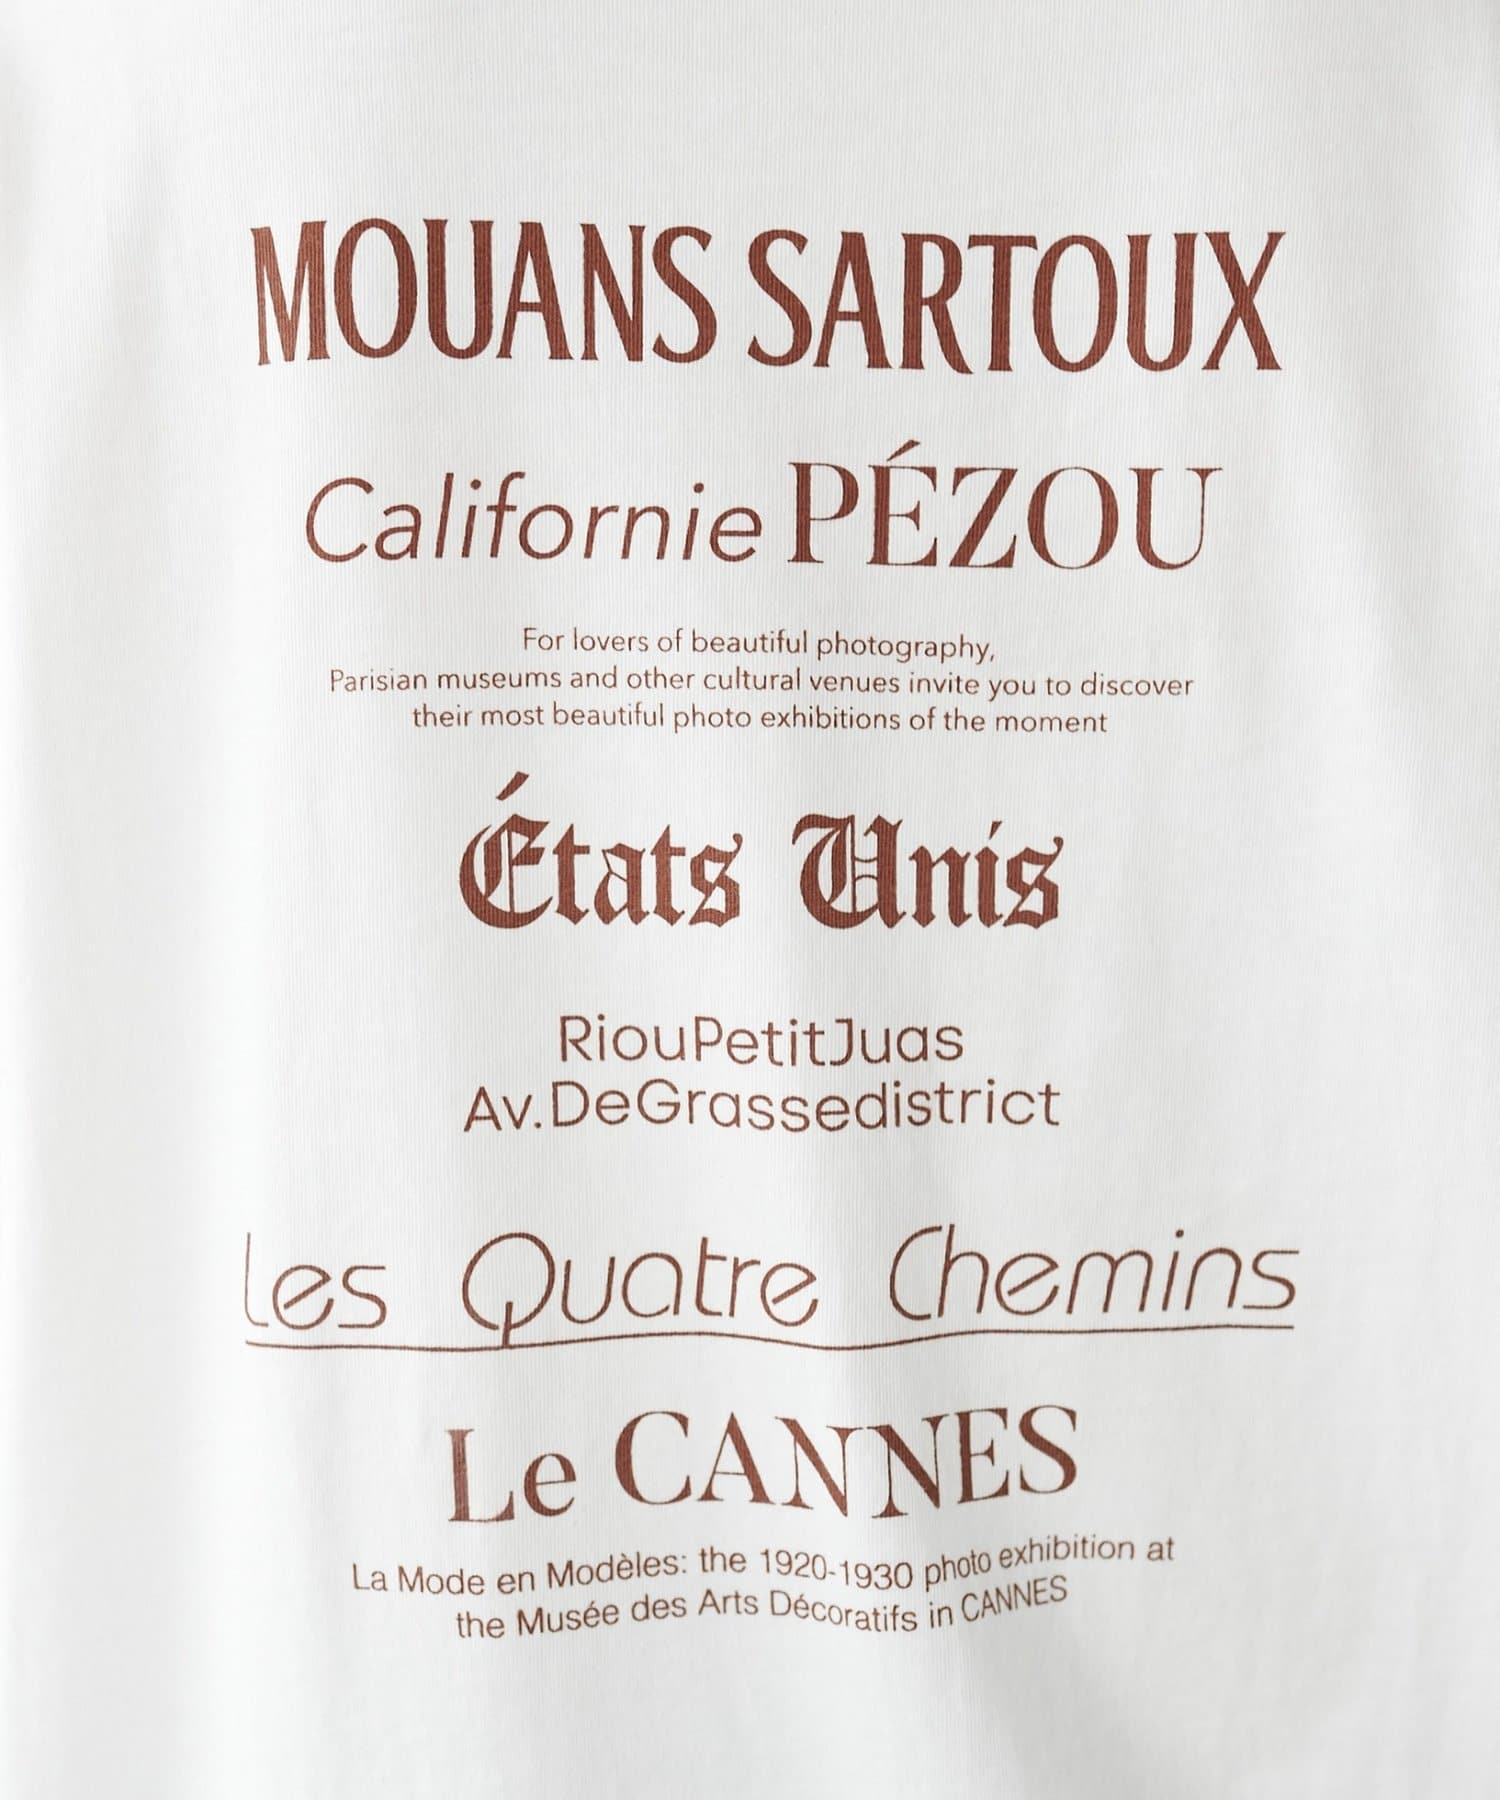 MOUANS SARTOUX
Californie PÉZOU
For lovers of beautiful photography,
Parisian museums and other cultural venues invite you to discover
their most beautiful photo exhibitions of the moment
États Unis
RiouPetitJuas
Av.DeGrassedistrict
Les Quatre Chemins
Le CANNES
La Mode en Modèles: the 1920-1930 photo exhibition at
the Musée des Arts Décoratifs in CANNES